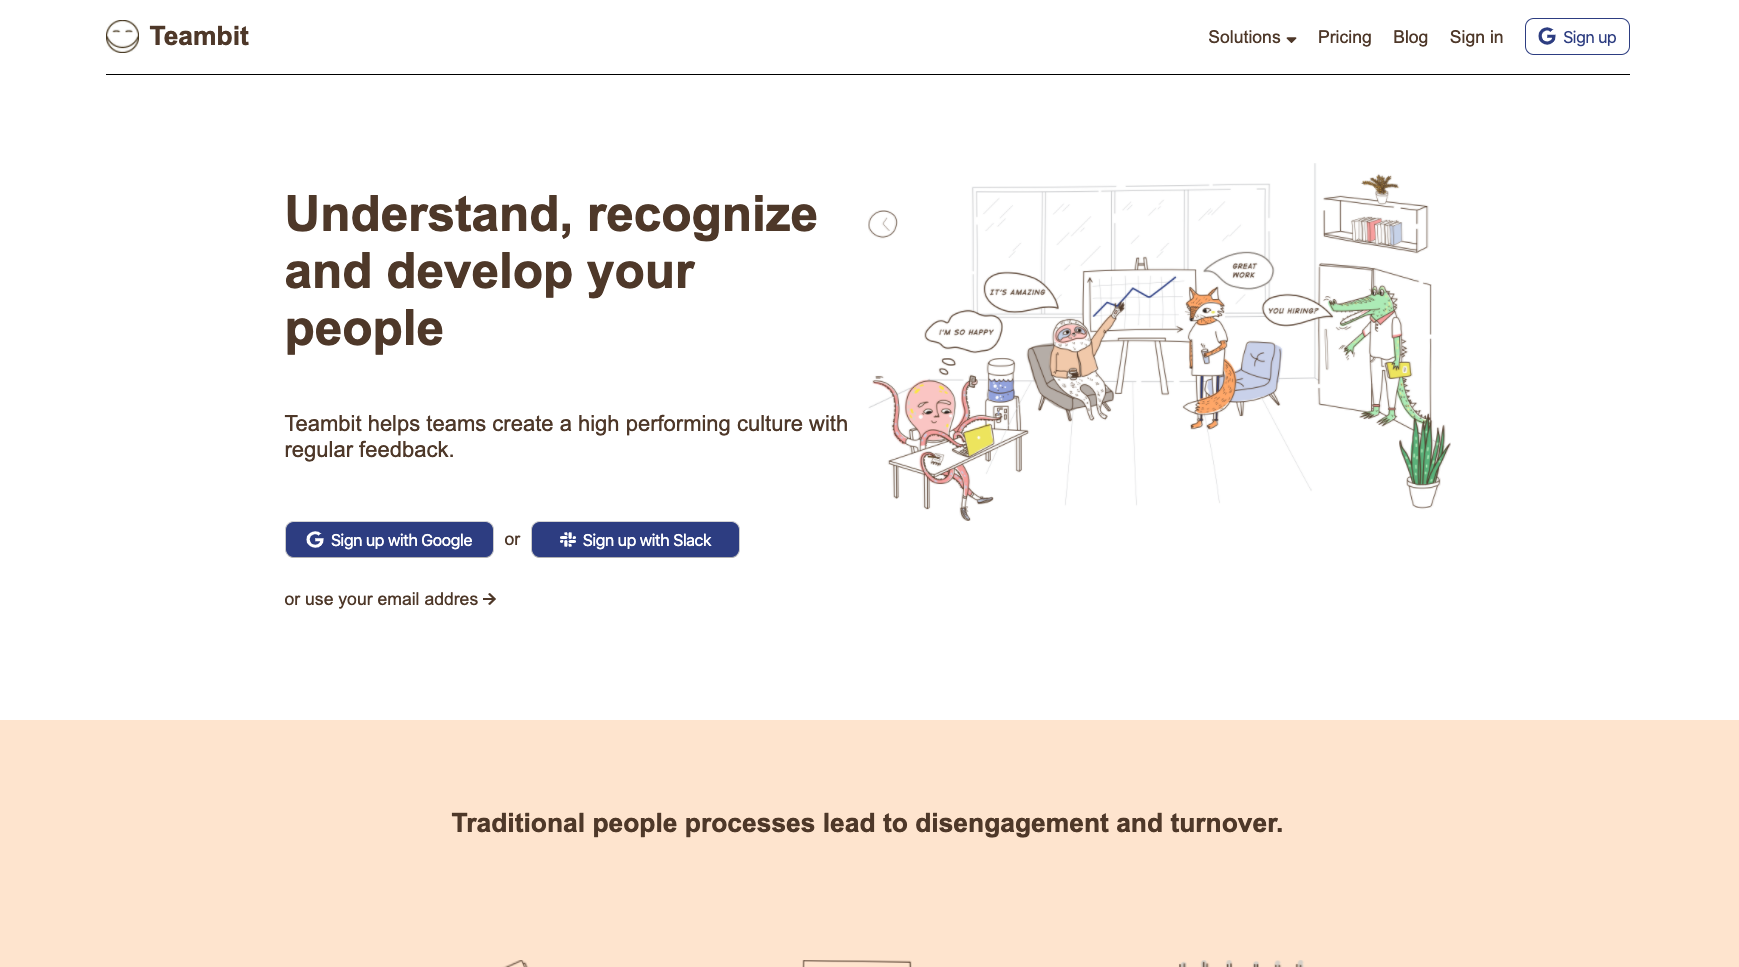 Teambit
Solutions
Pricing
Blog
Sign in
Sign up
Understand, recognize
and develop your
people
Teambit helps teams create a high performing culture with
regular feedback.
Sign up with Google
or
Sign up with Slack
or use your email addres
I'M SO HAPPY
IT'S AMAZING
GREAT
WORK
YOU HIRING?
Traditional people processes lead to disengagement and turnover.